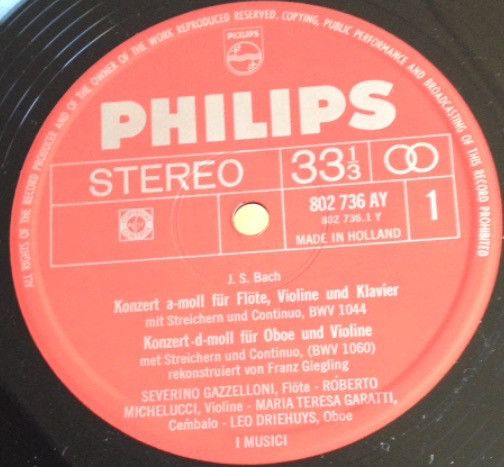 ALL RIGHTS OF THE RECORD PRODUCER AND OF THE OWNER OF THE WORK REPRODUCED RESERVED. COPYING, PUBLIC PERFORMANCE AND BROADCASTING OF THIS RECORD PROHIBITED
PHILIPS
PHILIPS
STEREO 33 1/3
802 736 AY 1
802 736.1 Y
MADE IN HOLLAND
J. S. Bach
Konzert a-moll für Flöte, Violine und Klavier
mit Streichern und Continuo, BWV 1044
Konzert-d-moll für Oboe und Violine
met Streichern und Continuo, (BWV 1060)
rekonstruiert von Franz Giegling
SEVERINO GAZZELLONI, Flöte - ROBERTO
MICHELUCCI, Violine - MARIA TERESA GARATTI,
Cembalo - LEO DRIEHUYS, Oboe
I MUSICI